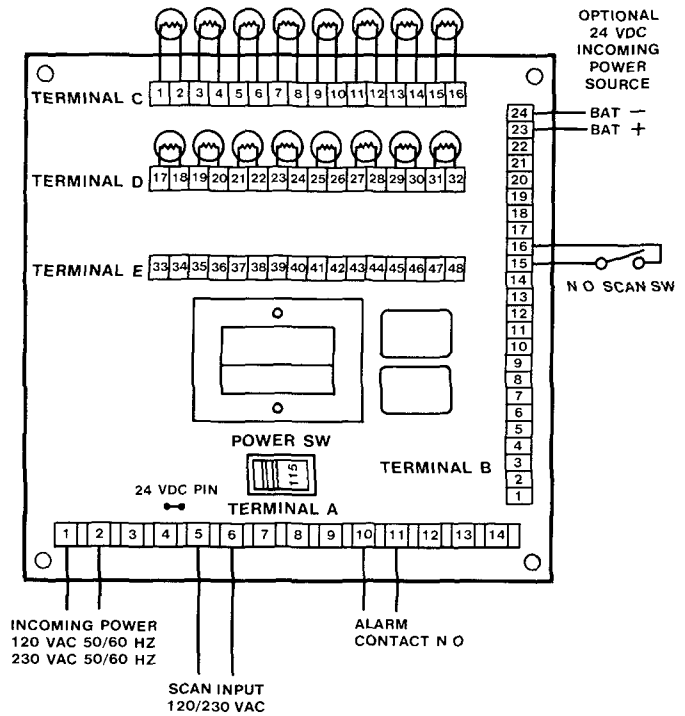 OPTIONAL
24 VDC
INCOMING
POWER
SOURCE
TERMINAL C 1 2 3 4 5 6 7 8 9 10 11 12 13 14 15 16
24 BAT −
23 BAT +
22
21
20
19
18
17
16
15
14
13
12
11
10
9
8
7
6
5
4
3
2
1
N O SCAN SW
TERMINAL D 17 18 19 20 21 22 23 24 25 26 27 28 29 30 31 32
TERMINAL E 33 34 35 36 37 38 39 40 41 42 43 44 45 46 47 48
POWER SW
115
TERMINAL B
24 VDC PIN
TERMINAL A
1 2 3 4 5 6 7 8 9 10 11 12 13 14
INCOMING POWER
120 VAC 50/60 HZ
230 VAC 50/60 HZ
SCAN INPUT
120/230 VAC
ALARM
CONTACT N O